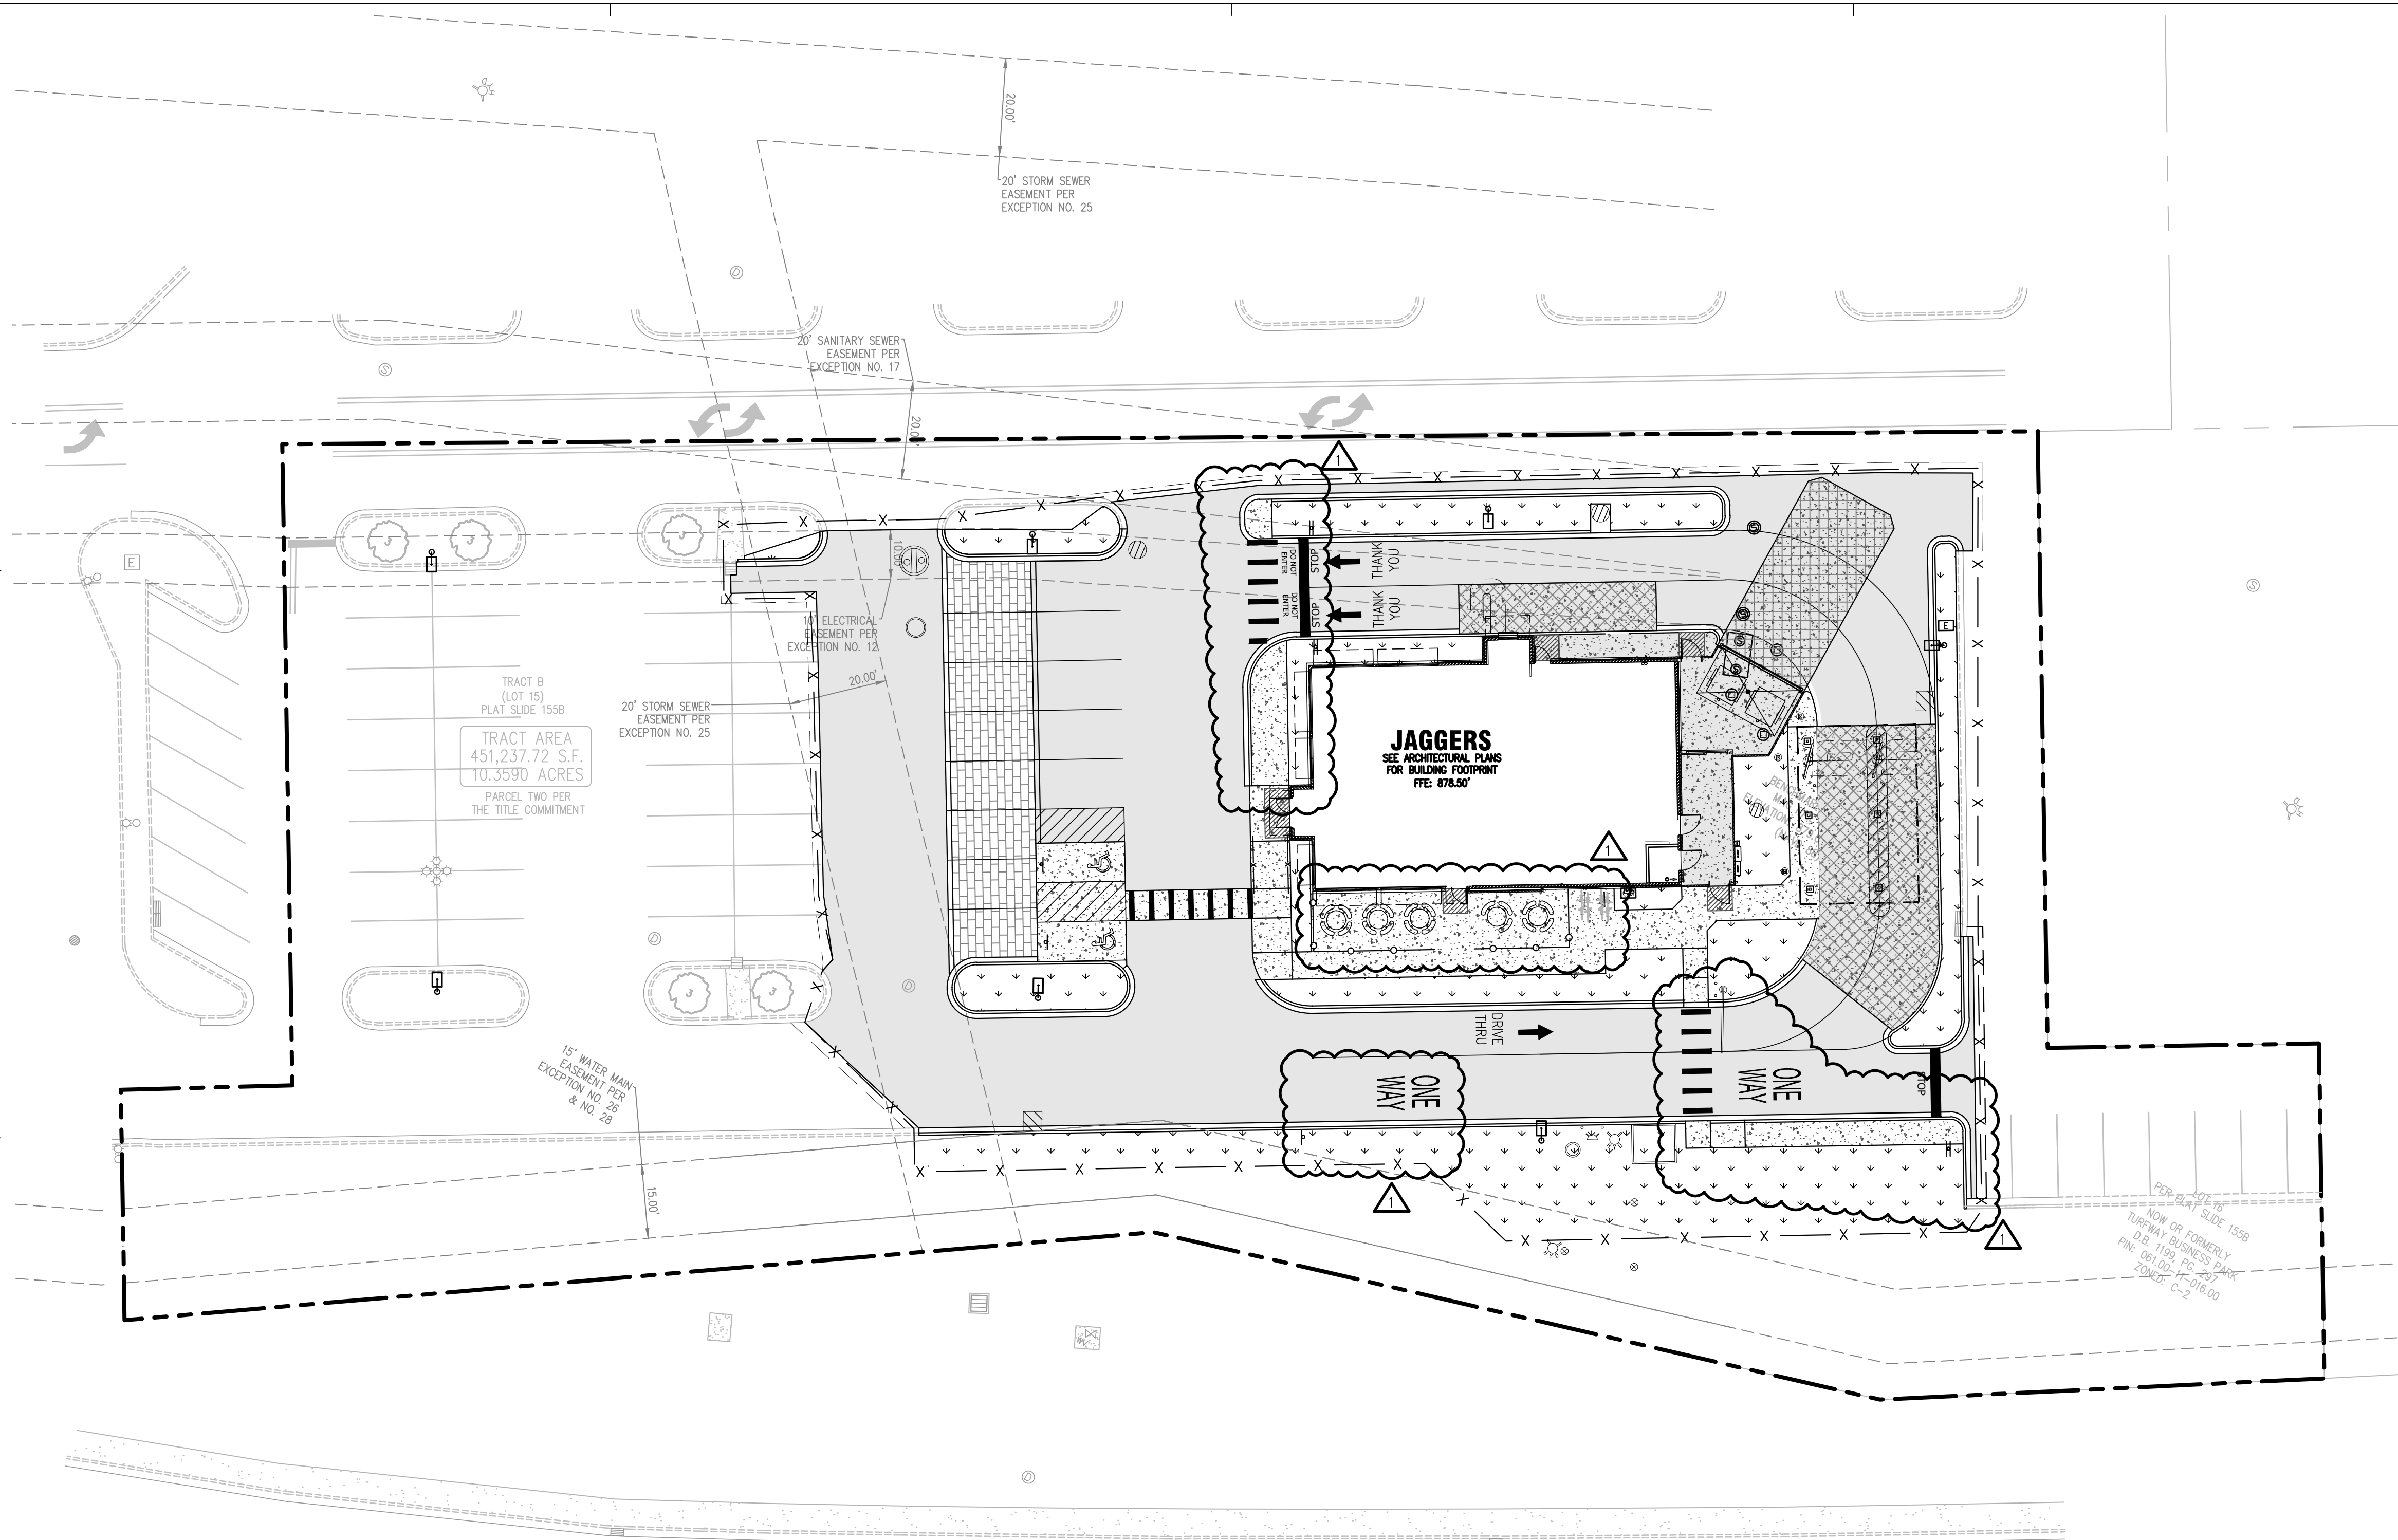 20.00'
20' STORM SEWER
EASEMENT PER
EXCEPTION NO. 25
20' SANITARY SEWER
EASEMENT PER
EXCEPTION NO. 17
20.00'
1
10.00'
10' ELECTRICAL
EASEMENT PER
EXCEPTION NO. 12
20.00'
20' STORM SEWER
EASEMENT PER
EXCEPTION NO. 25
TRACT B
(LOT 15)
PLAT SLIDE 155B
TRACT AREA
451,237.72 S.F.
10.3590 ACRES
PARCEL TWO PER
THE TITLE COMMITMENT
E
DO NOT
ENTER
STOP
THANK
YOU
DO NOT
ENTER
STOP
THANK
YOU
E
JAGGERS
SEE ARCHITECTURAL PLANS
FOR BUILDING FOOTPRINT
FFE: 878.50'
1
DRIVE
THRU
ONE
WAY
ONE
WAY
STOP
15' WATER MAIN
EASEMENT PER
EXCEPTION NO. 26
& NO. 28
15.00'
1
1
LOT 16
PER PLAT SLIDE 155B
NOW OR FORMERLY
TURFWAY BUSINESS PARK
D.B. 1199, PG. 297
PIN: 061.00-11-016.00
ZONED: C-2